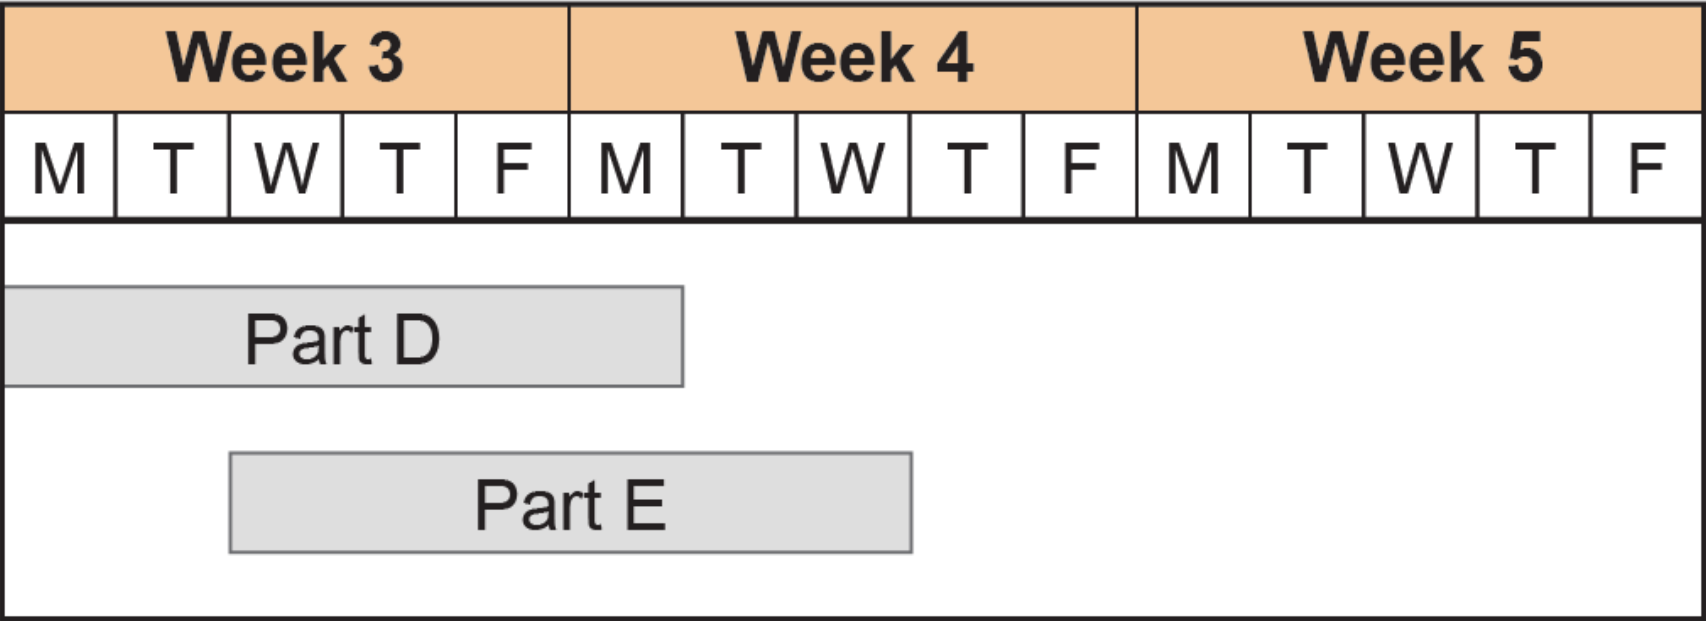 Week 3 Week 4 Week 5
M T W T F M T W T F M T W T F
Part D
Part E